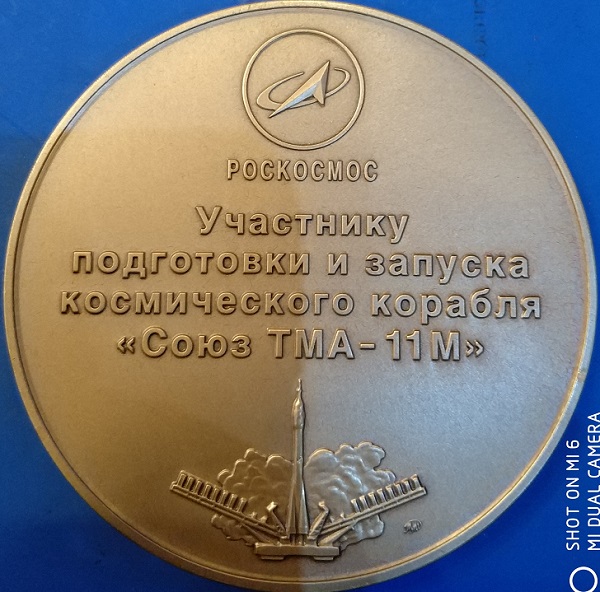 РОСКОСМОС
Участнику
подготовки и запуска
космического корабля
«Союз ТМА-11М»
SHOT ON MI 6
MI DUAL CAMERA